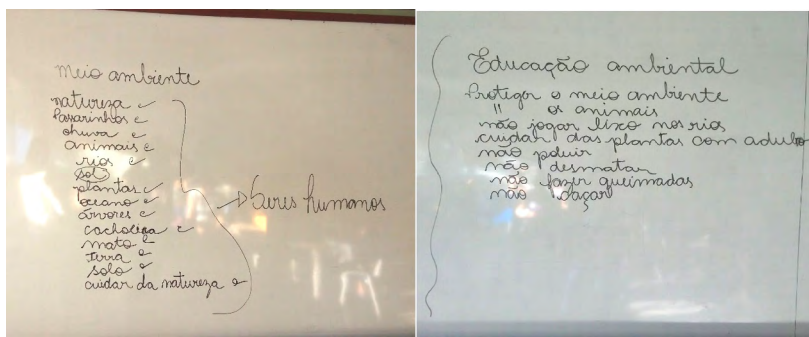 meio ambiente
natureza ✓
Passarinhos ✓
chuva ✓
animais ✓
rios ✓
sol
plantas ✓
oceano ✓
árvores ✓
cachoeira ✓
mato ✓
terra ✓
solo ✓
cuidar da natureza ✓
→ Seres humanos
Educação ambiental
Proteger o meio ambiente
" os animais
não jogar lixo nos rios
cuidar das plantas com adubo
não poluir
não desmatar
não fazer queimadas
não caçar